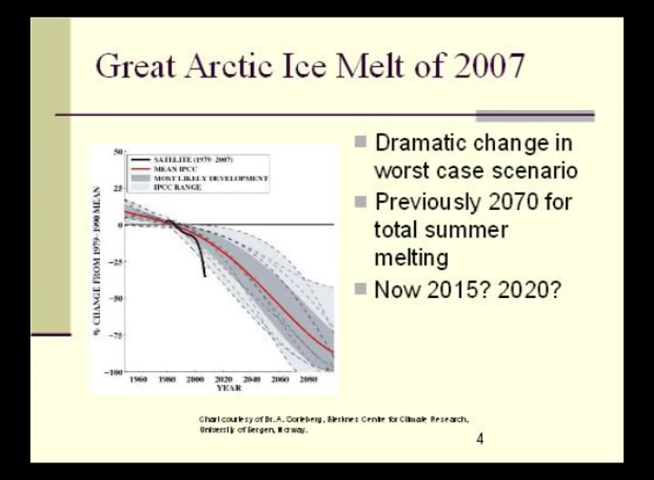 Great Arctic Ice Melt of 2007
50
25
0
-25
-50
-75
-100
% CHANGE FROM 1979-1990 MEAN
SATELITE (1979-2007)
MEAN IPCC
MOST LIKELY DEVELOPMENT
IPCC RANGE
1960 1980 2000 2020 2040 2060 2080
YEAR
Dramatic change in
worst case scenario
Previously 2070 for
total summer
melting
Now 2015? 2020?
Chart courtesy of Dr. A. Sorteberg, Bjerknes Centre for Climate Research,
University of Bergen, Norway.
4